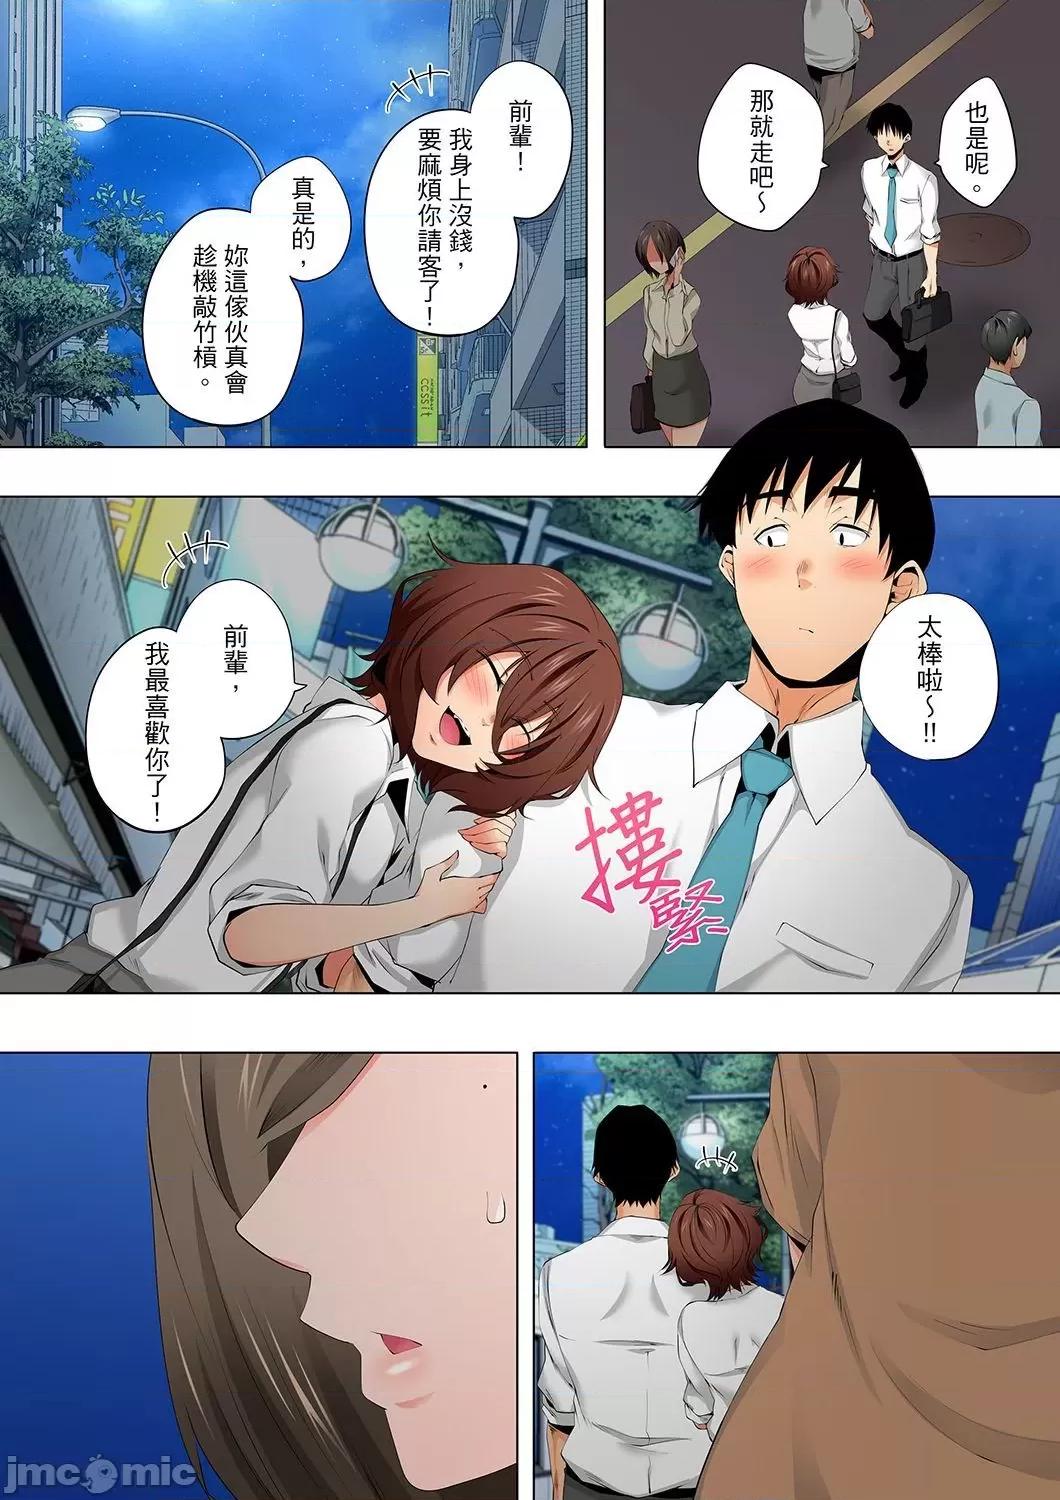 也是呢。
那就走吧～
前輩！
我身上沒錢，
要麻煩你請客了！
真是的，
妳這傢伙真會
趁機敲竹槓。
太棒啦～!!
摟緊
前輩，
我最喜歡你了！
ccssit
jmcomic